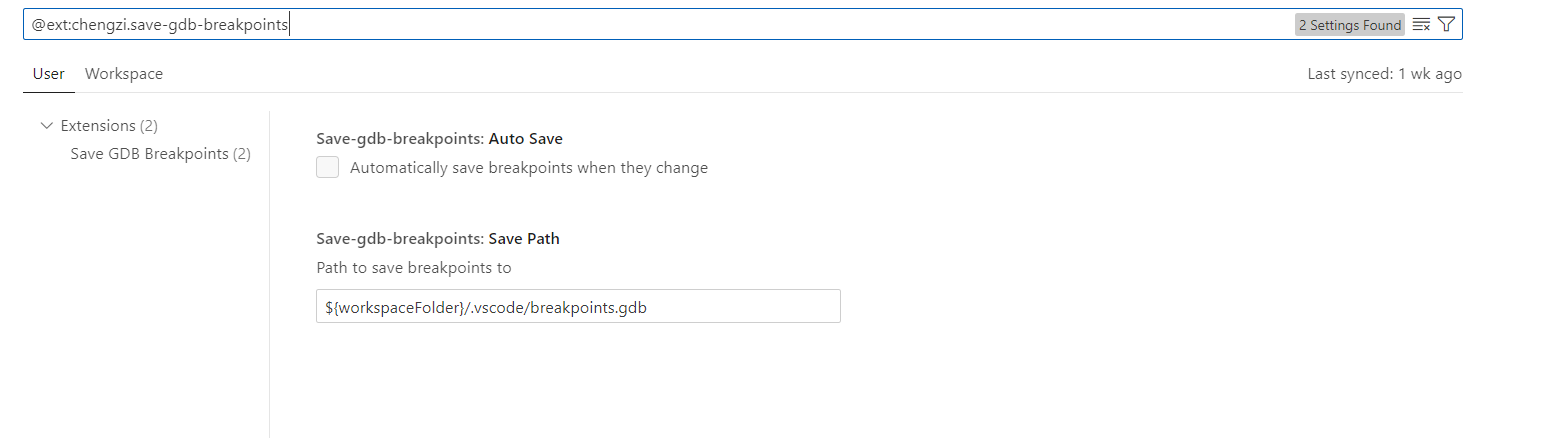 @ext:chengzi.save-gdb-breakpoints
2 Settings Found
User Workspace
Last synced: 1 wk ago
Extensions (2)
Save GDB Breakpoints (2)
Save-gdb-breakpoints: Auto Save
Automatically save breakpoints when they change
Save-gdb-breakpoints: Save Path
Path to save breakpoints to
${workspaceFolder}/.vscode/breakpoints.gdb